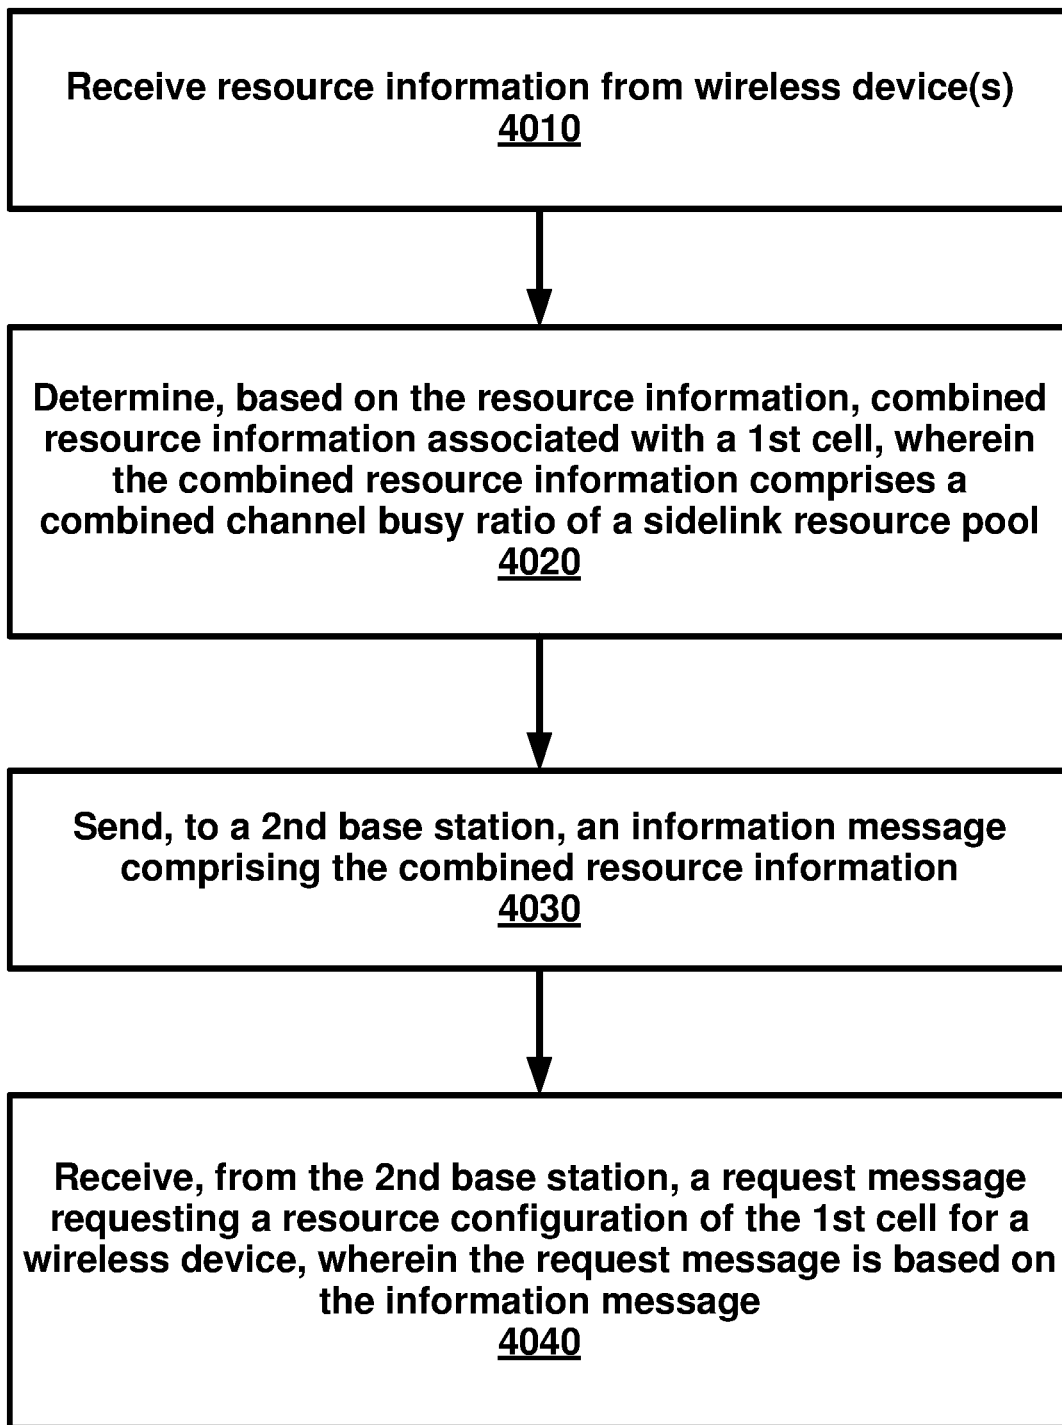 Receive resource information from wireless device(s)
4010
Determine, based on the resource information, combined
resource information associated with a 1st cell, wherein
the combined resource information comprises a
combined channel busy ratio of a sidelink resource pool
4020
Send, to a 2nd base station, an information message
comprising the combined resource information
4030
Receive, from the 2nd base station, a request message
requesting a resource configuration of the 1st cell for a
wireless device, wherein the request message is based on
the information message
4040